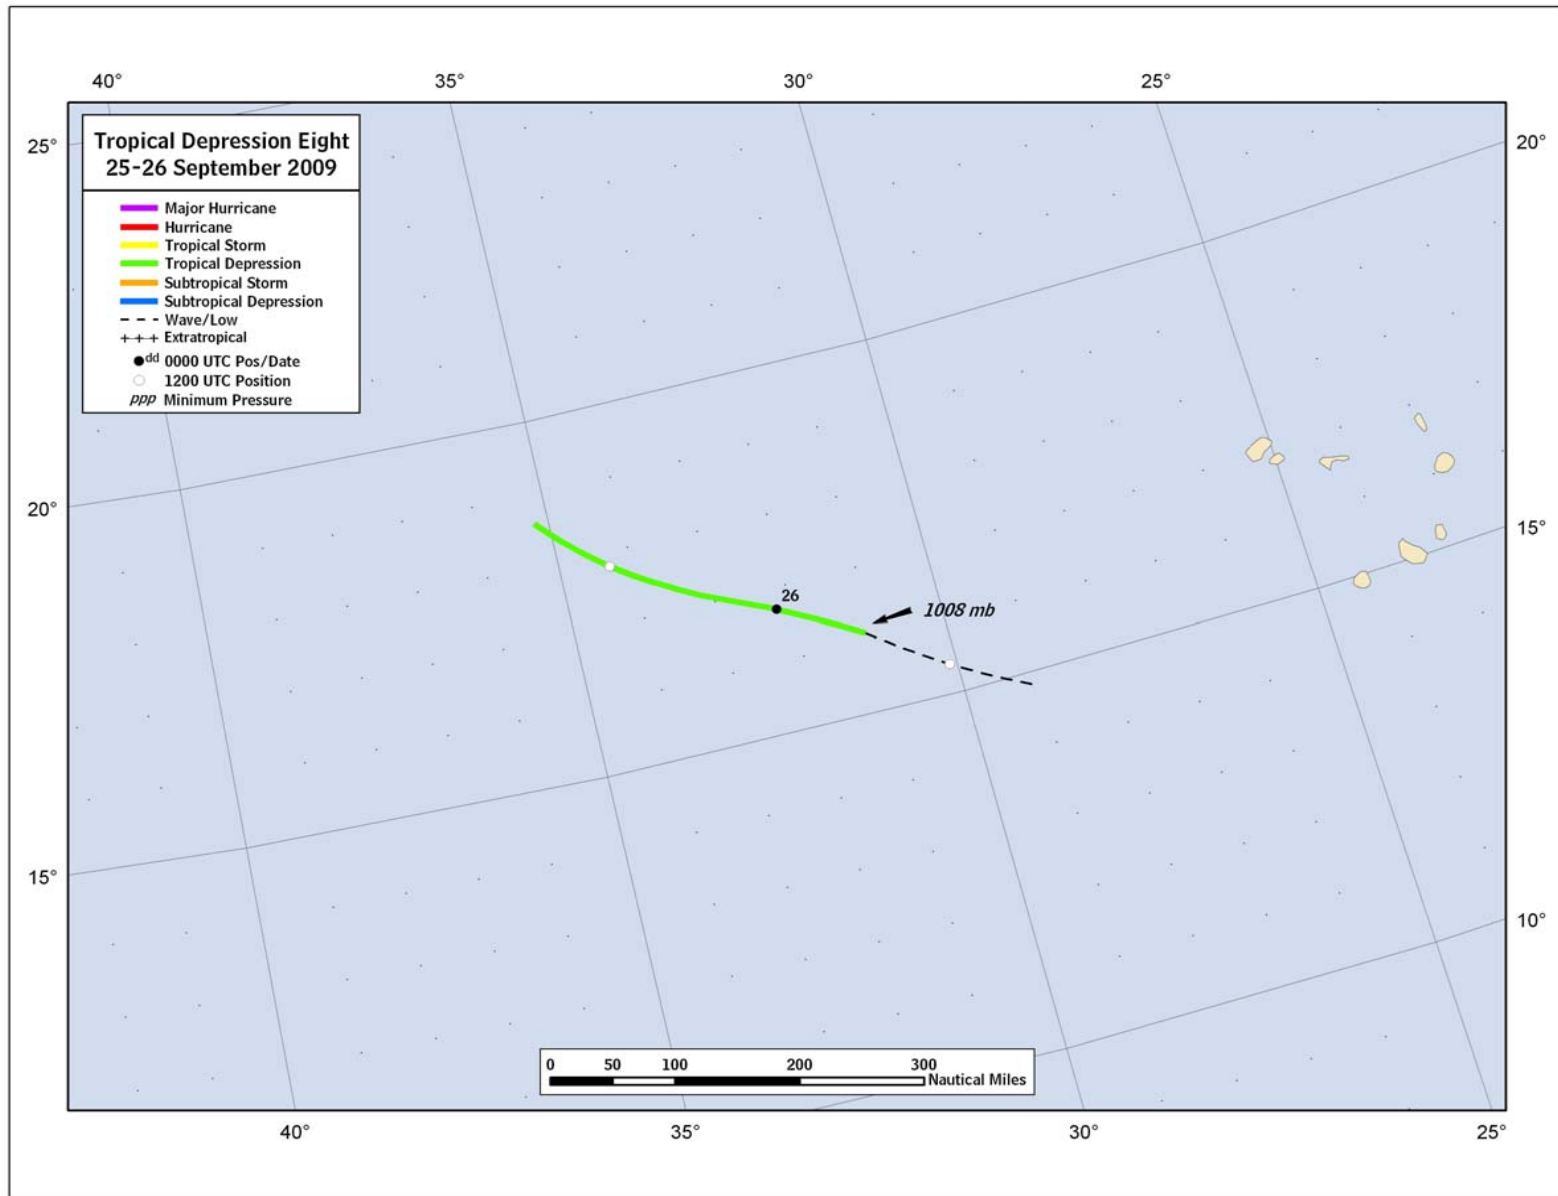 40° 35° 30° 25°
25°
20°
Tropical Depression Eight
25-26 September 2009
Major Hurricane
Hurricane
Tropical Storm
Tropical Depression
Subtropical Storm
Subtropical Depression
Wave/Low
Extratropical
dd 0000 UTC Pos/Date
1200 UTC Position
ppp Minimum Pressure
20°
15°
26
1008 mb
15°
10°
0 50 100 200 300
Nautical Miles
40° 35° 30° 25°